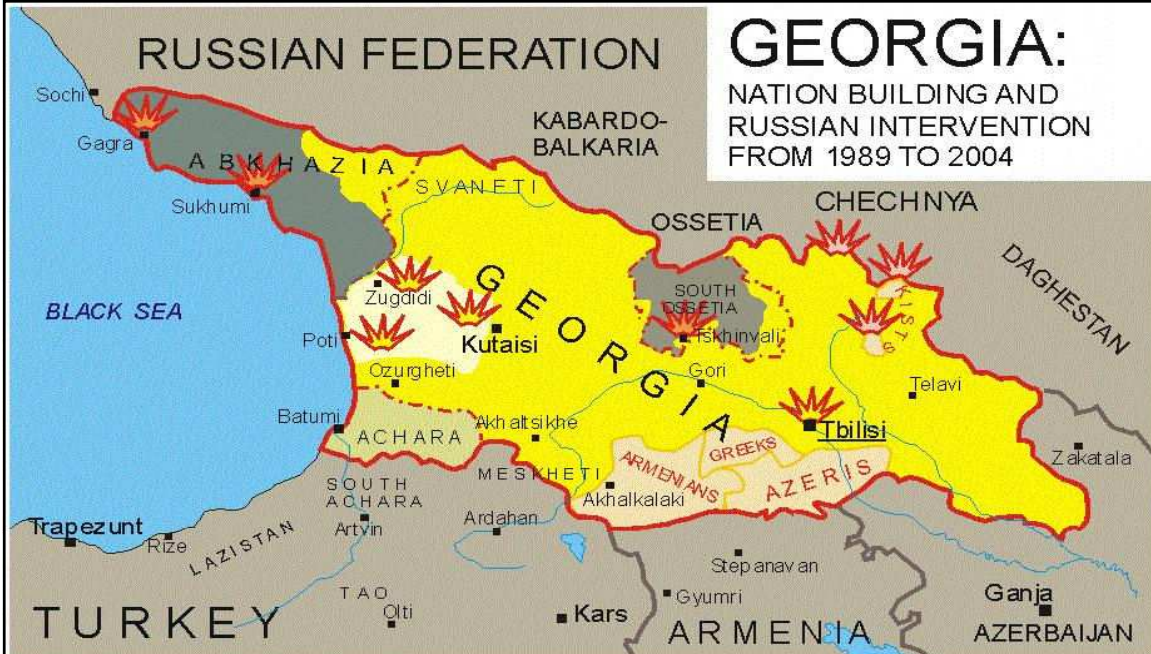 GEORGIA:
NATION BUILDING AND
RUSSIAN INTERVENTION
FROM 1989 TO 2004
RUSSIAN FEDERATION
Sochi
Gagra
ABKHAZIA
Sukhumi
KABARDO-
BALKARIA
SVANETI
OSSETIA
CHECHNYA
DAGHESTAN
BLACK SEA
Zugdidi
GEORGIA
SOUTH
OSSETIA
Tskhinvali
KISTS
Poti
Kutaisi
Ozurgheti
Gori
Telavi
Batumi
ACHARA
Akhaltsikhe
Tbilisi
GREEKS
ARMENIANS
AZERIS
Zakatala
MESKHETI
Akhalkalaki
SOUTH
ACHARA
Artvin
Ardahan
Trapezunt
Rize
LAZISTAN
Stepanavan
TAO
Olti
Kars
Gyumri
Ganja
TURKEY
ARMENIA
AZERBAIJAN